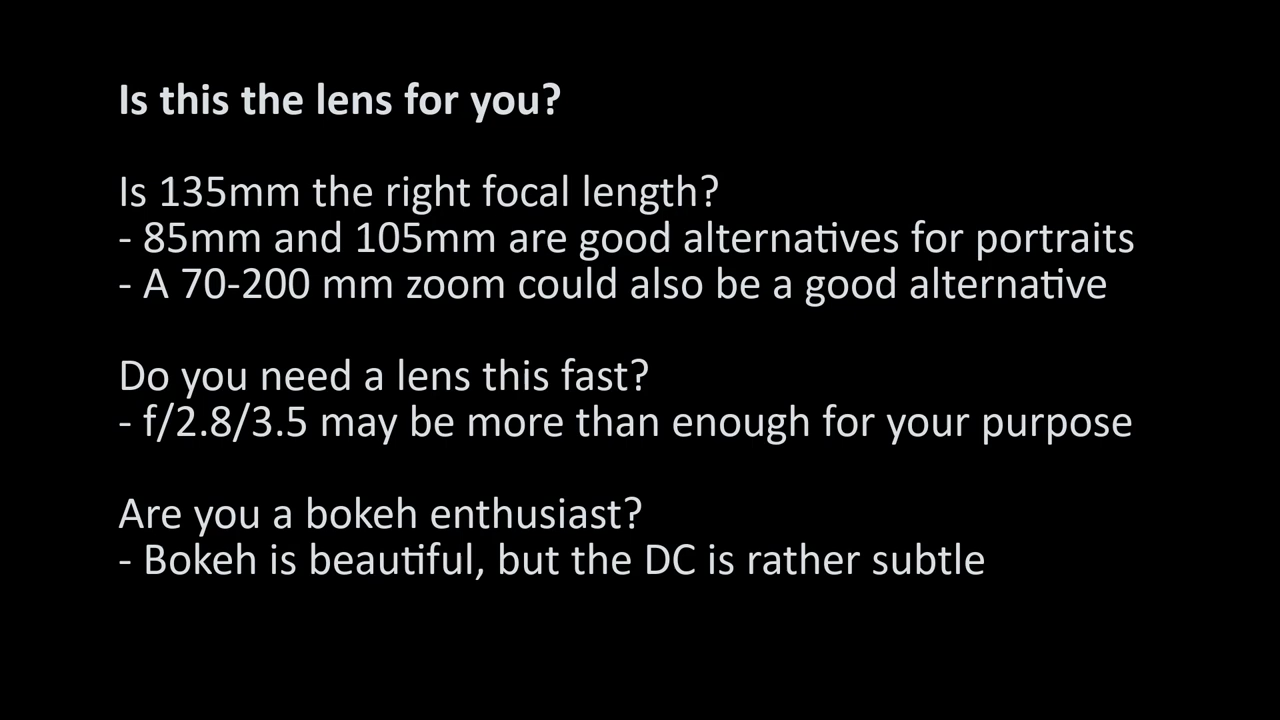 Is this the lens for you?
Is 135mm the right focal length?
- 85mm and 105mm are good alternatives for portraits
- A 70-200 mm zoom could also be a good alternative
Do you need a lens this fast?
- f/2.8/3.5 may be more than enough for your purpose
Are you a bokeh enthusiast?
- Bokeh is beautiful, but the DC is rather subtle